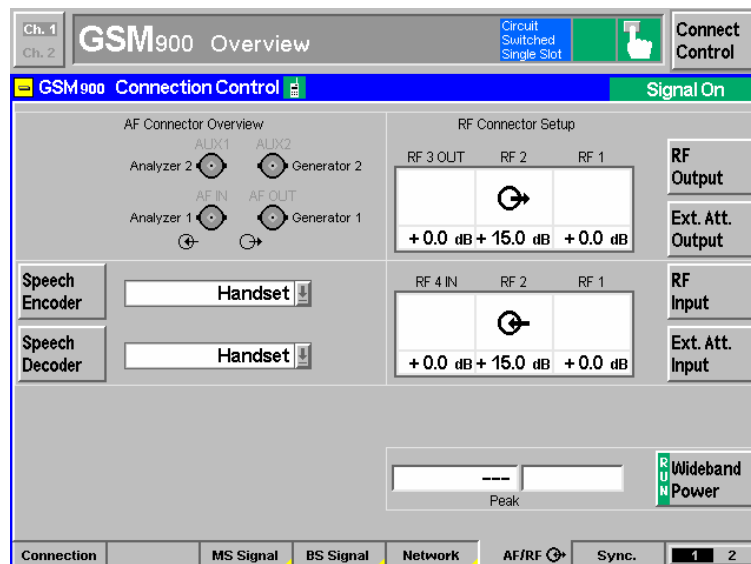 Ch. 1
Ch. 2
GSM900 Overview
Circuit
Switched
Single Slot
Connect
Control
GSM900 Connection Control
Signal On
AF Connector Overview
AUX1 AUX2
Analyzer 2 Generator 2
AF IN AF OUT
Analyzer 1 Generator 1
RF Connector Setup
RF 3 OUT RF 2 RF 1
+ 0.0 dB + 15.0 dB + 0.0 dB
RF
Output
Ext. Att.
Output
Speech
Encoder
Handset
Speech
Decoder
Handset
RF 4 IN RF 2 RF 1
+ 0.0 dB + 15.0 dB + 0.0 dB
RF
Input
Ext. Att.
Input
---
Peak
RUN
Wideband
Power
Connection MS Signal BS Signal Network AF/RF Sync. 1 2